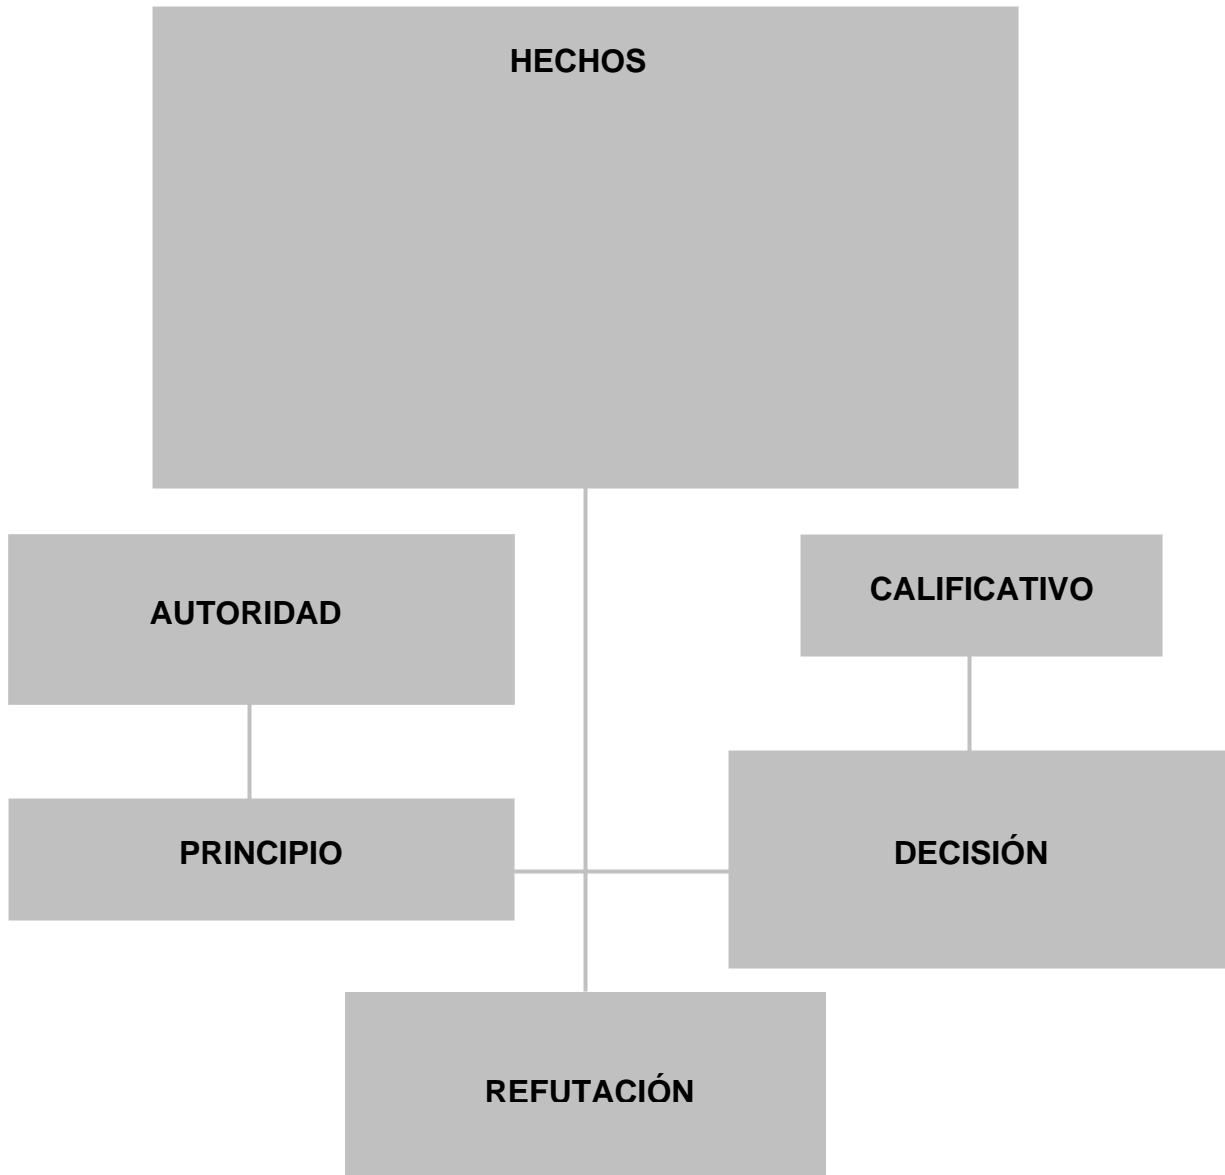 HECHOS
AUTORIDAD
CALIFICATIVO
PRINCIPIO
DECISIÓN
REFUTACIÓN